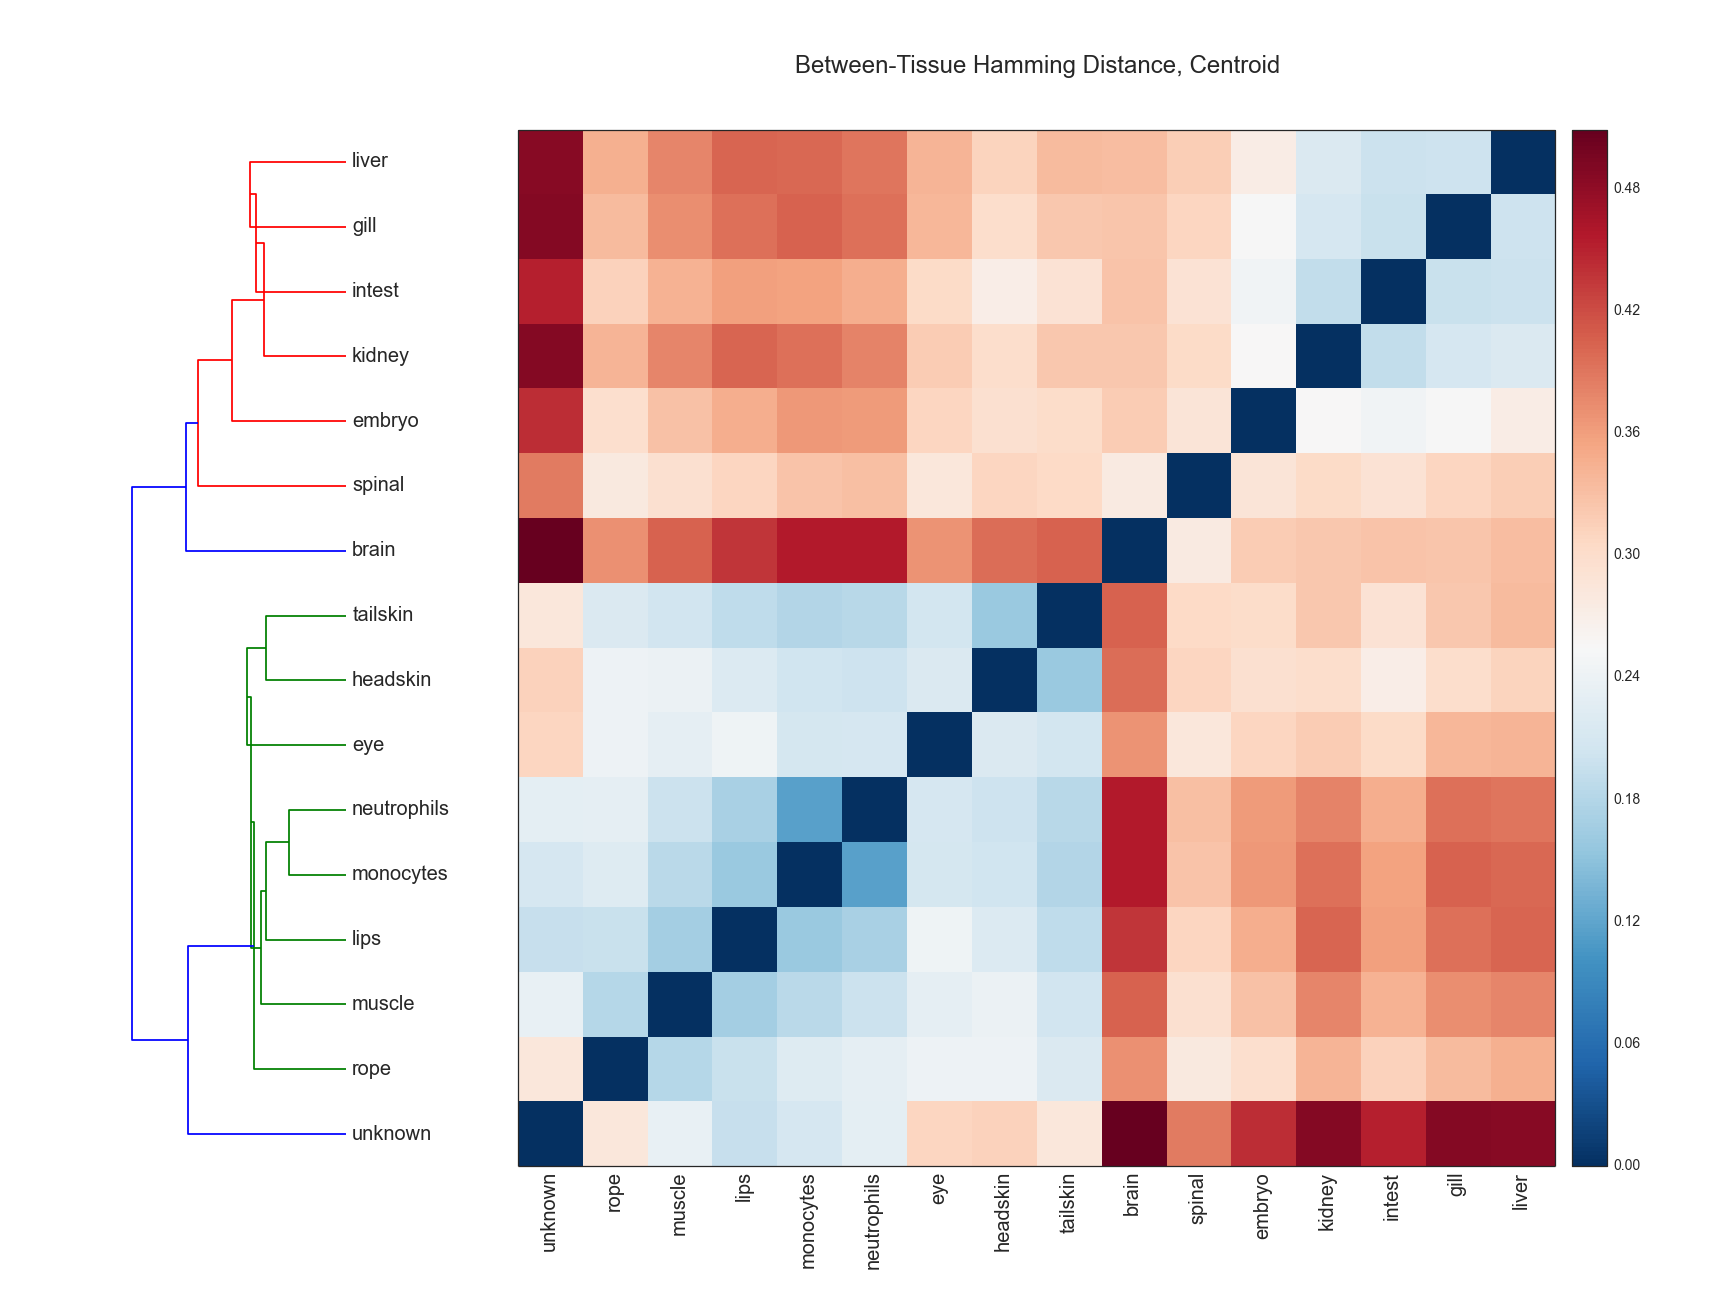 Between-Tissue Hamming Distance, Centroid
liver
gill
intest
kidney
embryo
spinal
brain
tailskin
headskin
eye
neutrophils
monocytes
lips
muscle
rope
unknown
0.48
0.42
0.36
0.30
0.24
0.18
0.12
0.06
0.00
unknown
rope
muscle
lips
monocytes
neutrophils
eye
headskin
tailskin
brain
spinal
embryo
kidney
intest
gill
liver